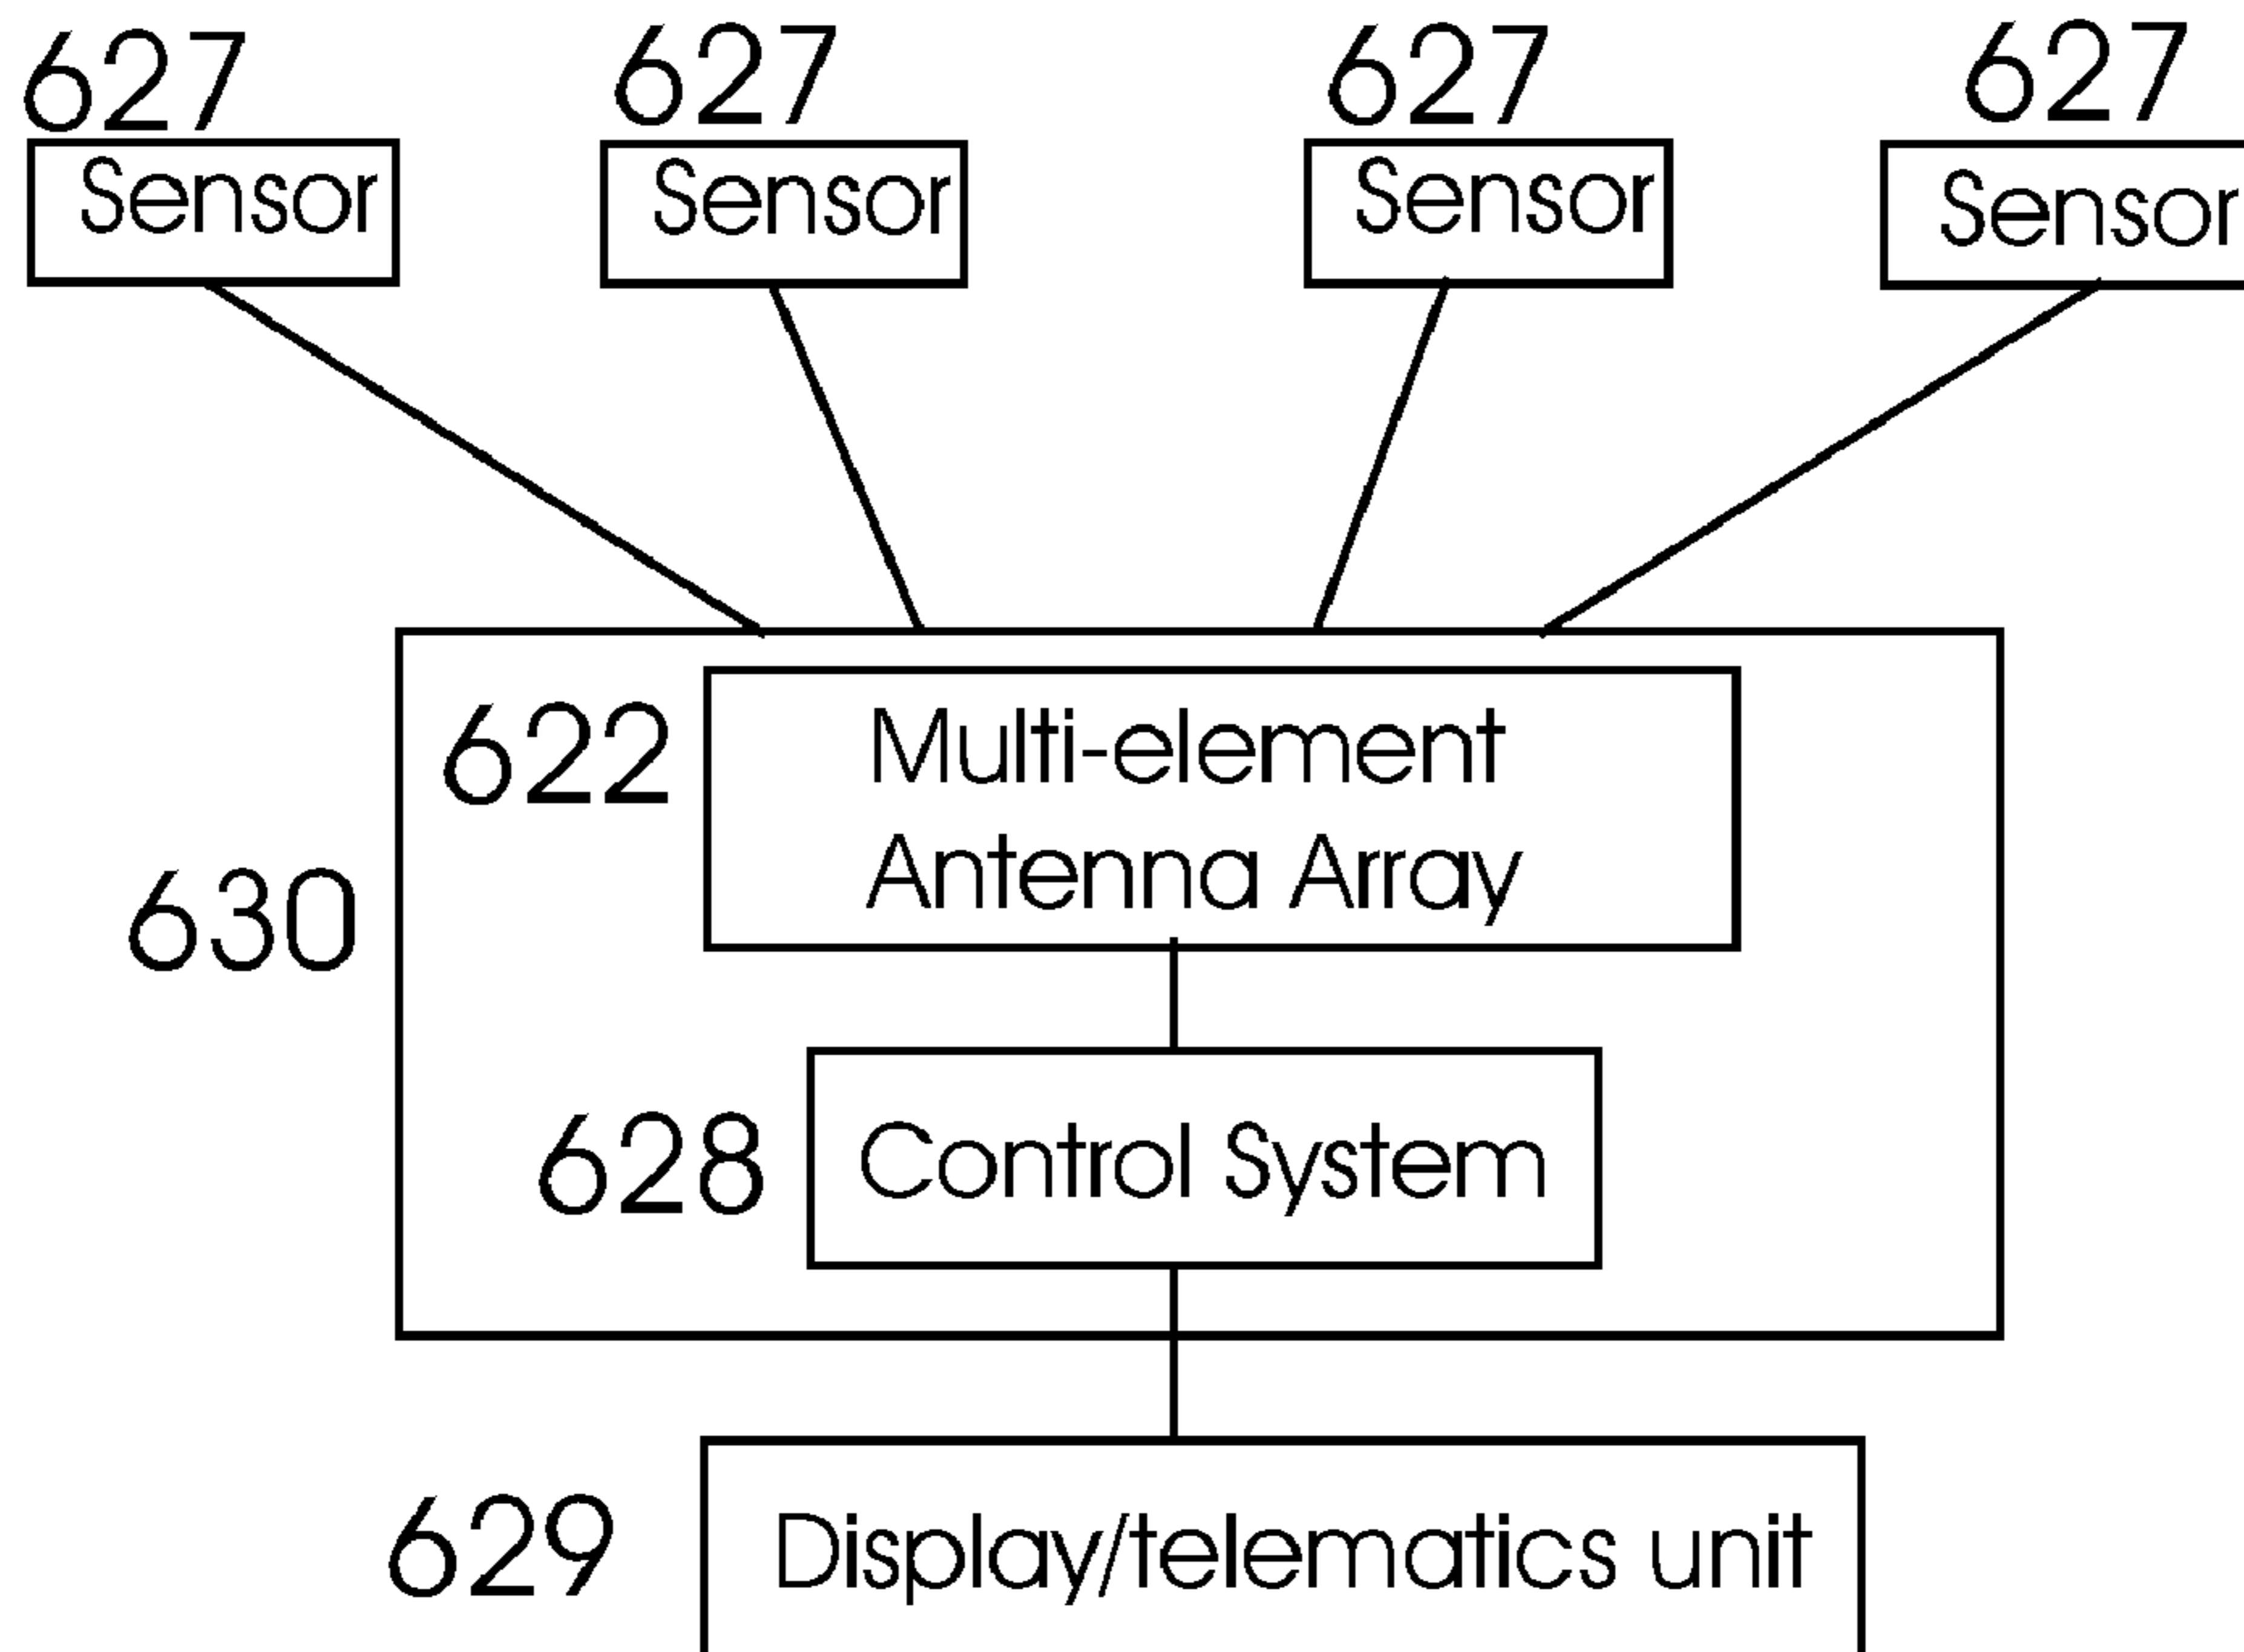 627 627 627 627
Sensor Sensor Sensor Sensor
622 Multi-element
Antenna Array
630
628 Control System
629 Display/telematics unit